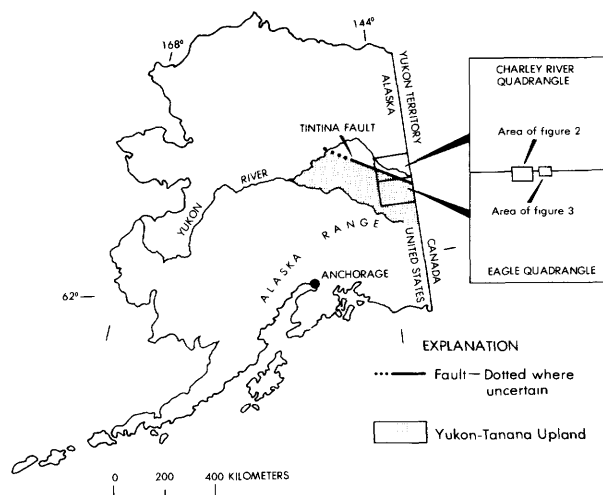 168°
144°
YUKON TERRITORY
ALASKA
CHARLEY RIVER
QUADRANGLE
Area of figure 2
Area of figure 3
EAGLE QUADRANGLE
TINTINA FAULT
YUKON RIVER
ALASKA RANGE
UNITED STATES
CANADA
ANCHORAGE
62°
EXPLANATION
Fault—Dotted where
uncertain
Yukon-Tanana Upland
0 200 400 KILOMETERS